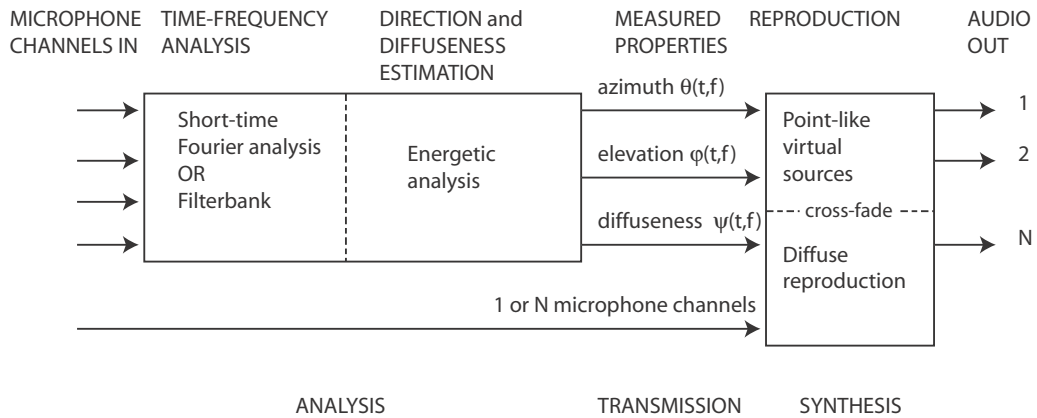 MICROPHONE
CHANNELS IN
TIME-FREQUENCY
ANALYSIS
DIRECTION and
DIFFUSENESS
ESTIMATION
MEASURED
PROPERTIES
REPRODUCTION
AUDIO
OUT
Short-time
Fourier analysis
OR
Filterbank
Energetic
analysis
azimuth θ(t,f)
elevation φ(t,f)
diffuseness ψ(t,f)
1 or N microphone channels
Point-like
virtual
sources
cross-fade
Diffuse
reproduction
1
2
N
ANALYSIS
TRANSMISSION
SYNTHESIS